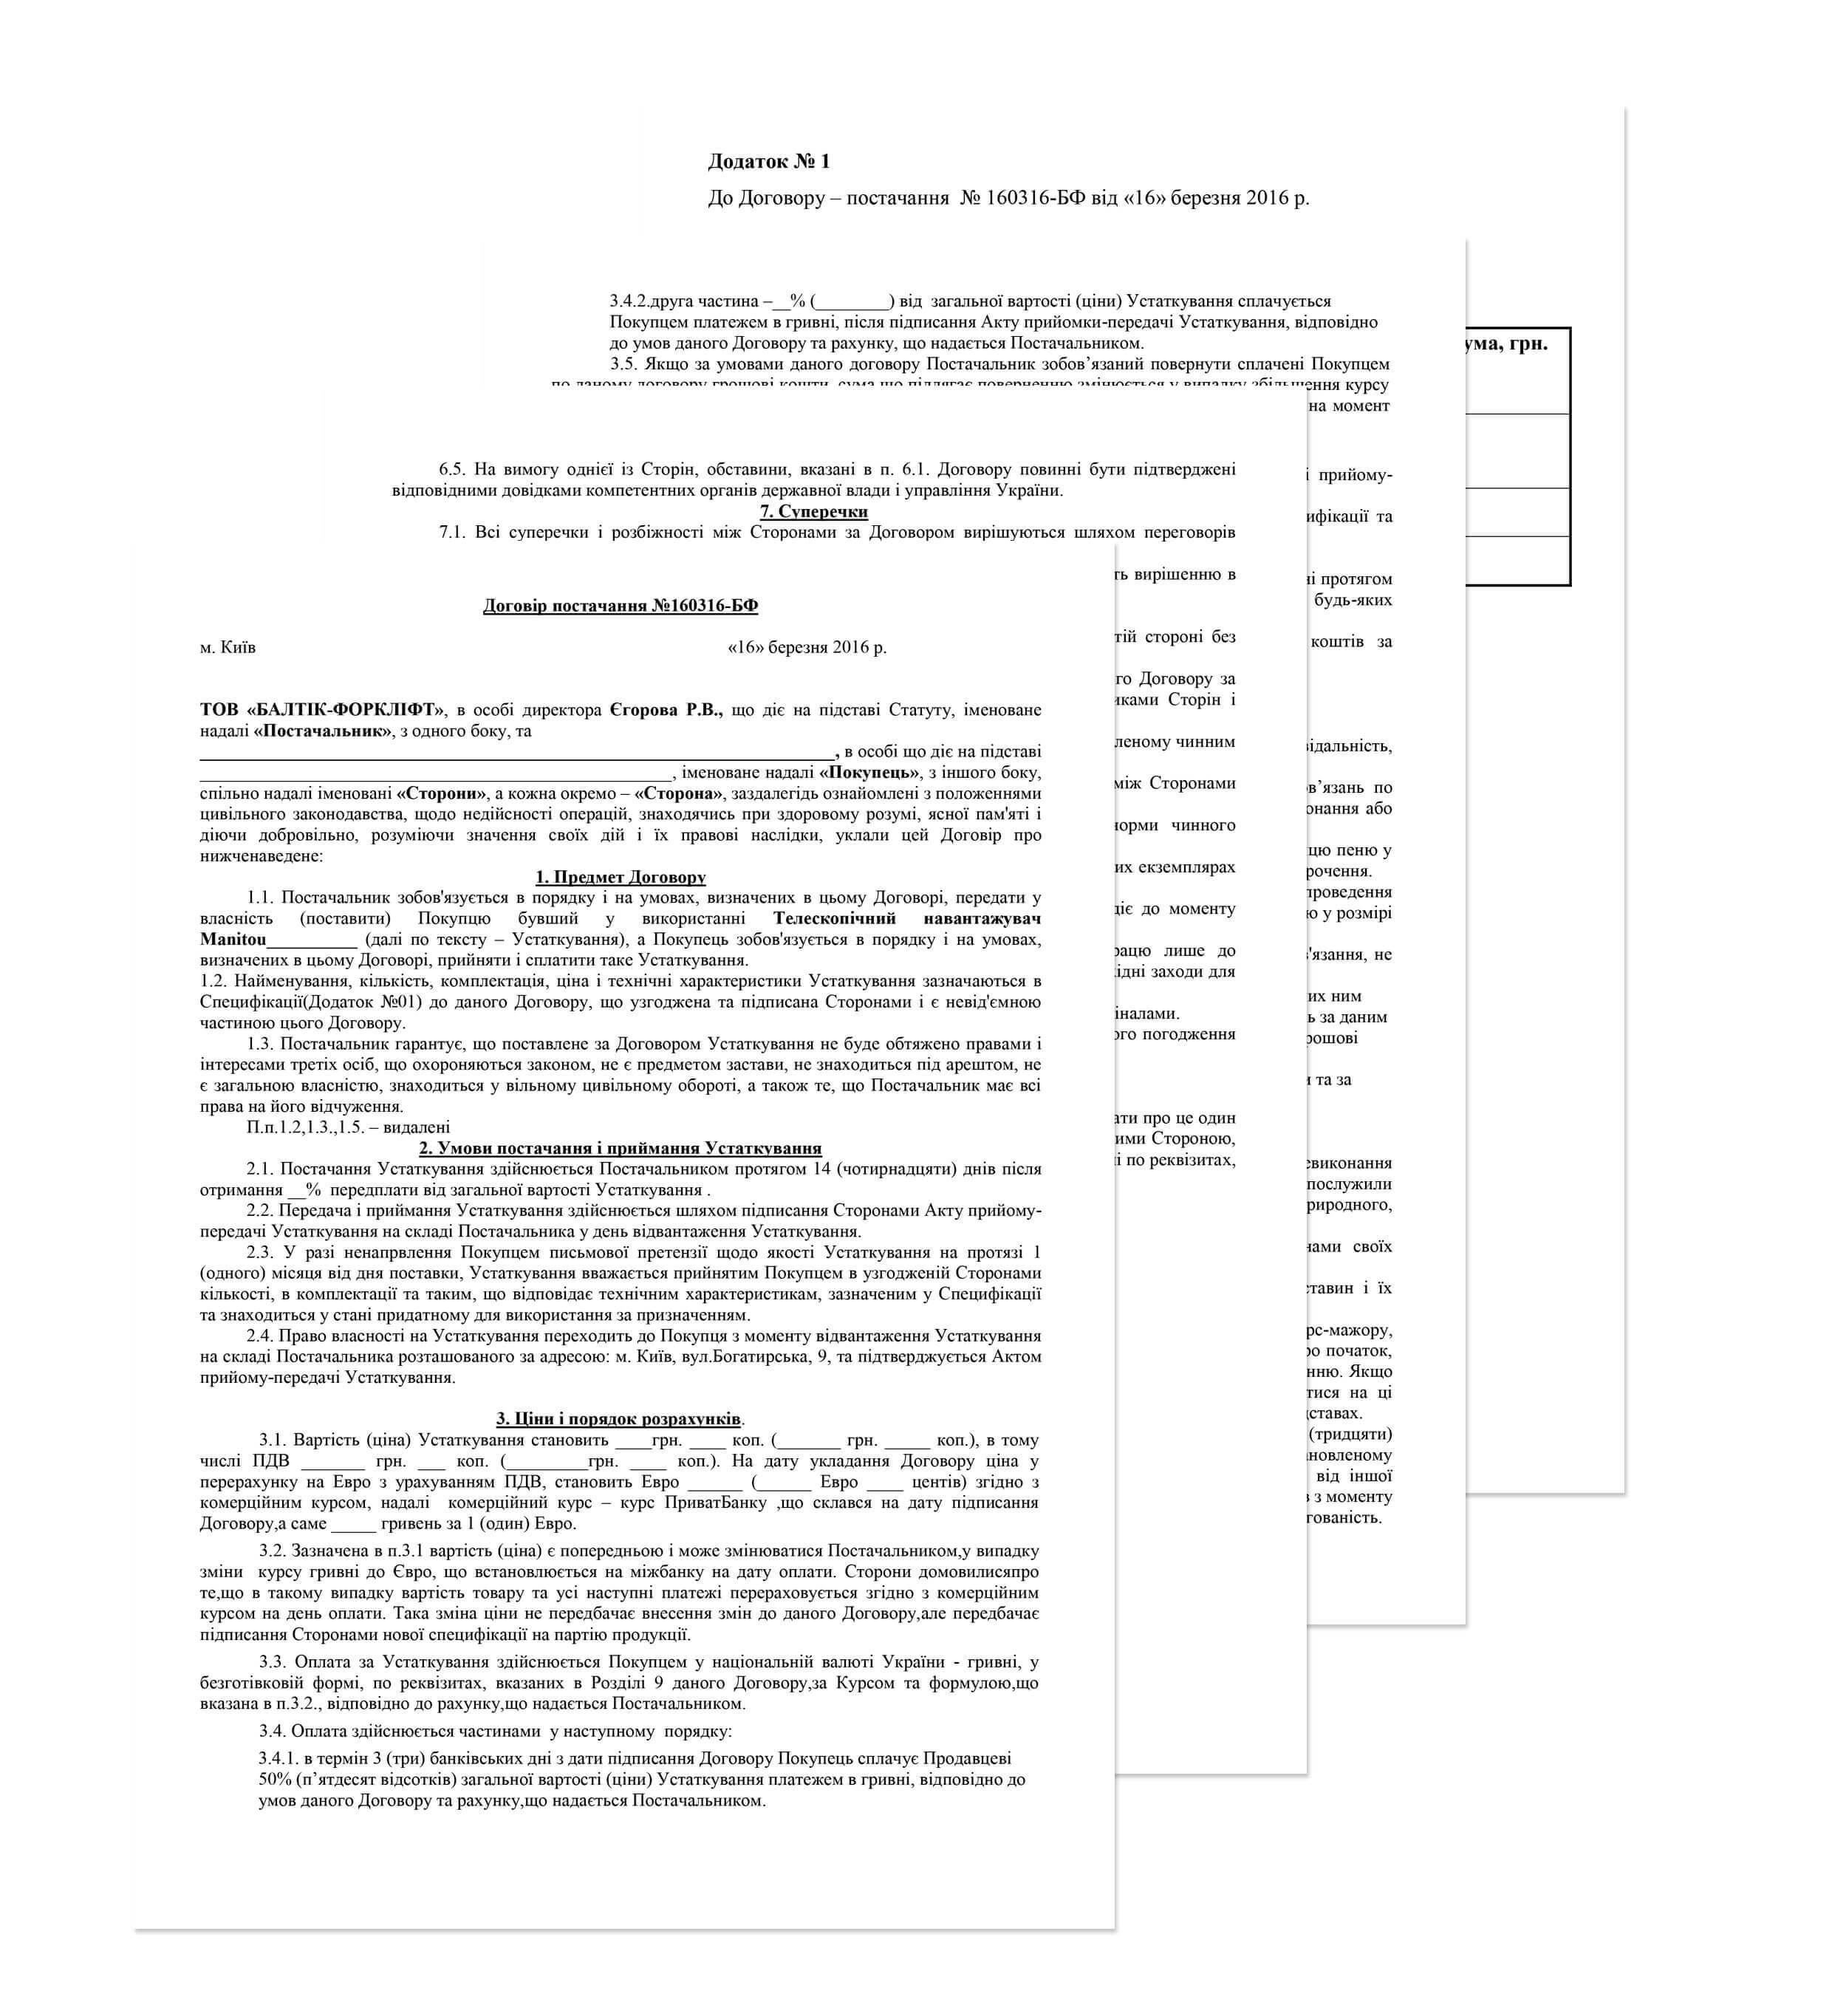 Додаток № 1
До Договору – постачання № 160316-БФ від «16» березня 2016 р.
ума, грн.
3.4.2.друга частина –__% (________) від загальної вартості (ціни) Устаткування сплачується
Покупцем платежем в гривні, після підписання Акту прийомки-передачі Устаткування, відповідно
до умов даного Договору та рахунку, що надається Постачальником.
3.5. Якщо за умовами даного договору Постачальник зобов’язаний повернути сплачені Покупцем
по даному договору грошові кошти, сума що підлягає поверненню змінюється у випадку збільшення курсу
на момент
і прийому-
ифікації та
ні протягом
будь-яких
коштів за
відальність,
в’язань по
онання або
цю пеню у
рочення.
проведення
ю у розмірі
'язання, не
их ним
ь за даним
рошові
и та за
евиконання
послужили
риродного,
нами своїх
ставин і їх
рс-мажору,
ро початок,
нню. Якщо
тися на ці
дставах.
(тридцяти)
ановленому
від іншої
в з моменту
гованість.
6.5. На вимогу однієї із Сторін, обставини, вказані в п. 6.1. Договору повинні бути підтверджені
відповідними довідками компетентних органів державної влади і управління України.
7. Суперечки
7.1. Всі суперечки і розбіжності між Сторонами за Договором вирішуються шляхом переговорів
ть вирішенню в
тій стороні без
го Договору за
иками Сторін і
леному чинним
між Сторонами
норми чинного
их екземплярах
діє до моменту
рацю лише до
ідні заходи для
іналами.
ого погодження
ати про це один
ими Стороною,
і по реквізитах,
Договір постачання №160316-БФ
м. Київ «16» березня 2016 р.
ТОВ «БАЛТІК-ФОРКЛІФТ», в особі директора Єгорова Р.В., що діє на підставі Статуту, іменоване
надалі «Постачальник», з одного боку, та
______________________________________________________________________, в особі що діє на підставі
____________________________________________________, іменоване надалі «Покупець», з іншого боку,
спільно надалі іменовані «Сторони», а кожна окремо – «Сторона», заздалегідь ознайомлені з положеннями
цивільного законодавства, щодо недійсності операцій, знаходячись при здоровому розумі, ясної пам'яті і
діючи добровільно, розуміючи значення своїх дій і їх правові наслідки, уклали цей Договір про
нижченаведене:
1. Предмет Договору
1.1. Постачальник зобов'язується в порядку і на умовах, визначених в цьому Договорі, передати у
власність (поставити) Покупцю бувший у використанні Телескопічний навантажувач
Manitou__________ (далі по тексту – Устаткування), а Покупець зобов'язується в порядку і на умовах,
визначених в цьому Договорі, прийняти і сплатити таке Устаткування.
1.2. Найменування, кількість, комплектація, ціна і технічні характеристики Устаткування зазначаються в
Специфікації(Додаток №01) до даного Договору, що узгоджена та підписана Сторонами і є невід'ємною
частиною цього Договору.
1.3. Постачальник гарантує, що поставлене за Договором Устаткування не буде обтяжено правами і
інтересами третіх осіб, що охороняються законом, не є предметом застави, не знаходиться під арештом, не
є загальною власністю, знаходиться у вільному цивільному обороті, а також те, що Постачальник має всі
права на його відчуження.
П.п.1.2,1.3.,1.5. – видалені
2. Умови постачання і приймання Устаткування
2.1. Постачання Устаткування здійснюється Постачальником протягом 14 (чотирнадцяти) днів після
отримання __% передплати від загальної вартості Устаткування .
2.2. Передача і приймання Устаткування здійснюється шляхом підписання Сторонами Акту прийому-
передачі Устаткування на складі Постачальника у день відвантаження Устаткування.
2.3. У разі ненапрвлення Покупцем письмової претензії щодо якості Устаткування на протязі 1
(одного) місяця від дня поставки, Устаткування вважається прийнятим Покупцем в узгодженій Сторонами
кількості, в комплектації та таким, що відповідає технічним характеристикам, зазначеним у Специфікації
та знаходиться у стані придатному для використання за призначенням.
2.4. Право власності на Устаткування переходить до Покупця з моменту відвантаження Устаткування
на складі Постачальника розташованого за адресою: м. Київ, вул.Богатирська, 9, та підтверджується Актом
прийому-передачі Устаткування.
3. Ціни і порядок розрахунків.
3.1. Вартість (ціна) Устаткування становить ____грн. ____ коп. (_______ грн. _____ коп.), в тому
числі ПДВ _______ грн. ___ коп. (_________грн. ____ коп.). На дату укладання Договору ціна у
перерахунку на Евро з урахуванням ПДВ, становить Евро ______ (______ Евро ____ центів) згідно з
комерційним курсом, надалі комерційний курс – курс ПриватБанку ,що склався на дату підписання
Договору,а саме _____ гривень за 1 (один) Евро.
3.2. Зазначена в п.3.1 вартість (ціна) є попередньою і може змінюватися Постачальником,у випадку
зміни курсу гривні до Євро, що встановлюється на міжбанку на дату оплати. Сторони домовилисяпро
те,що в такому випадку вартість товару та усі наступні платежі перераховується згідно з комерційним
курсом на день оплати. Така зміна ціни не передбачає внесення змін до даного Договору,але передбачає
підписання Сторонами нової специфікації на партію продукції.
3.3. Оплата за Устаткування здійснюється Покупцем у національній валюті України - гривні, у
безготівковій формі, по реквізитах, вказаних в Розділі 9 даного Договору,за Курсом та формулою,що
вказана в п.3.2., відповідно до рахунку,що надається Постачальником.
3.4. Оплата здійснюється частинами у наступному порядку:
3.4.1. в термін 3 (три) банківських дні з дати підписання Договору Покупець сплачує Продавцеві
50% (п’ятдесят відсотків) загальної вартості (ціни) Устаткування платежем в гривні, відповідно до
умов даного Договору та рахунку,що надається Постачальником.